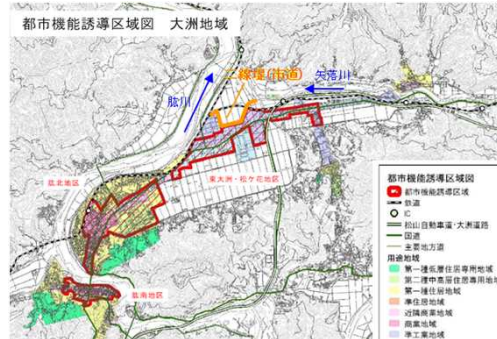 都市機能誘導区域図　大洲地域
二線堤(市道)
矢落川
肱川
肱北地区
東大洲・松ケ花地区
肱南地区
都市機能誘導区域図
都市機能誘導区域
鉄道
IC
松山自動車道・大洲道路
国道
主要地方道
用途地域
第一種低層住居専用地域
第二種中高層住居専用地域
第一種住居地域
準住居地域
近隣商業地域
商業地域
準工業地域